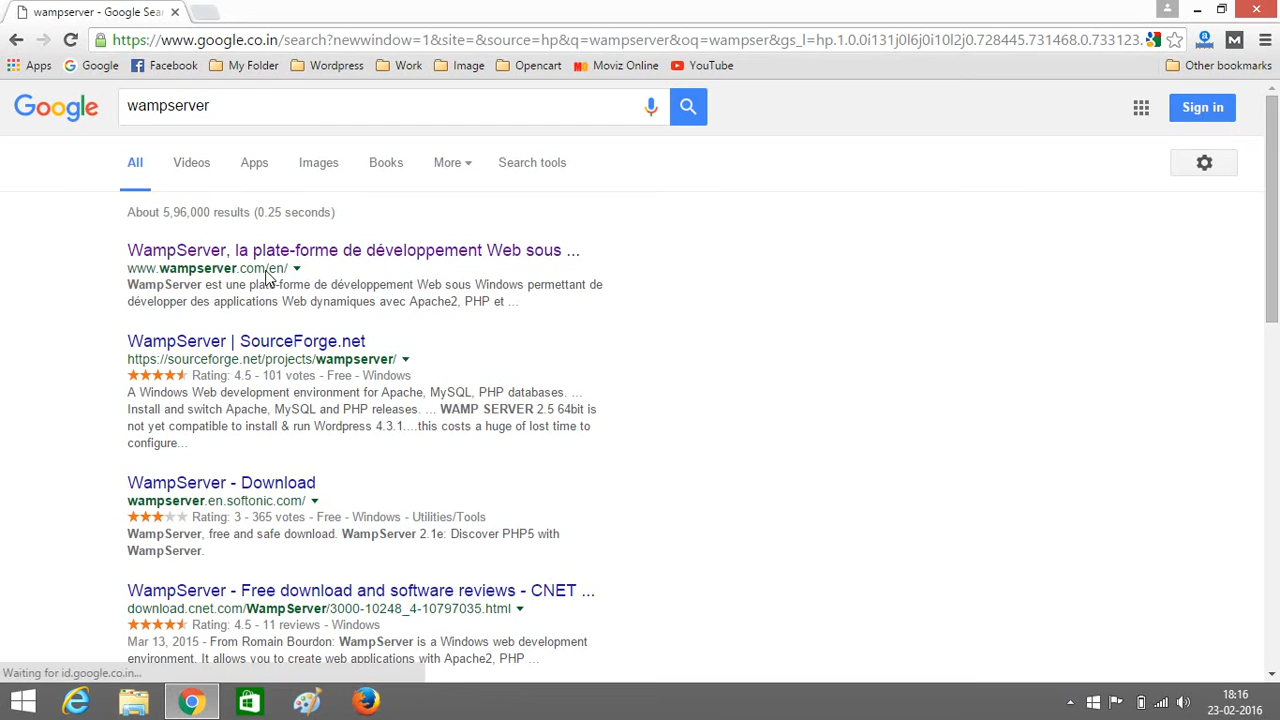 wampserver - Google Sea
https://www.google.co.in/search?newwindow=1&site=&source=hp&q=wampserver&oq=wampser&gs_l=hp.1.0.0i131j0l6j0i10l2j0.728445.731468.0.733123.
Apps Google Facebook My Folder Wordpress Work Image Opencart Moviz Online YouTube Other bookmarks
Google wampserver Sign in
All Videos Apps Images Books More Search tools
About 5,96,000 results (0.25 seconds)
WampServer, la plate-forme de développement Web sous ...
www.wampserver.com/en/
WampServer est une plate-forme de développement Web sous Windows permettant de
développer des applications Web dynamiques avec Apache2, PHP et ...
WampServer | SourceForge.net
https://sourceforge.net/projects/wampserver/
Rating: 4.5 - 101 votes - Free - Windows
A Windows Web development environment for Apache, MySQL, PHP databases. ...
Install and switch Apache, MySQL and PHP releases. ... WAMP SERVER 2.5 64bit is
not yet compatible to install & run Wordpress 4.3.1....this costs a huge of lost time to
configure...
WampServer - Download
wampserver.en.softonic.com/
Rating: 3 - 365 votes - Free - Windows - Utilities/Tools
WampServer, free and safe download. WampServer 2.1e: Discover PHP5 with
WampServer.
WampServer - Free download and software reviews - CNET ...
download.cnet.com/WampServer/3000-10248_4-10797035.html
Rating: 4.5 - 11 reviews - Windows
Mar 13, 2015 - From Romain Bourdon: WampServer is a Windows web development
environment. It allows you to create web applications with Apache2, PHP ...
Waiting for id.google.co.in...
18:16
23-02-2016